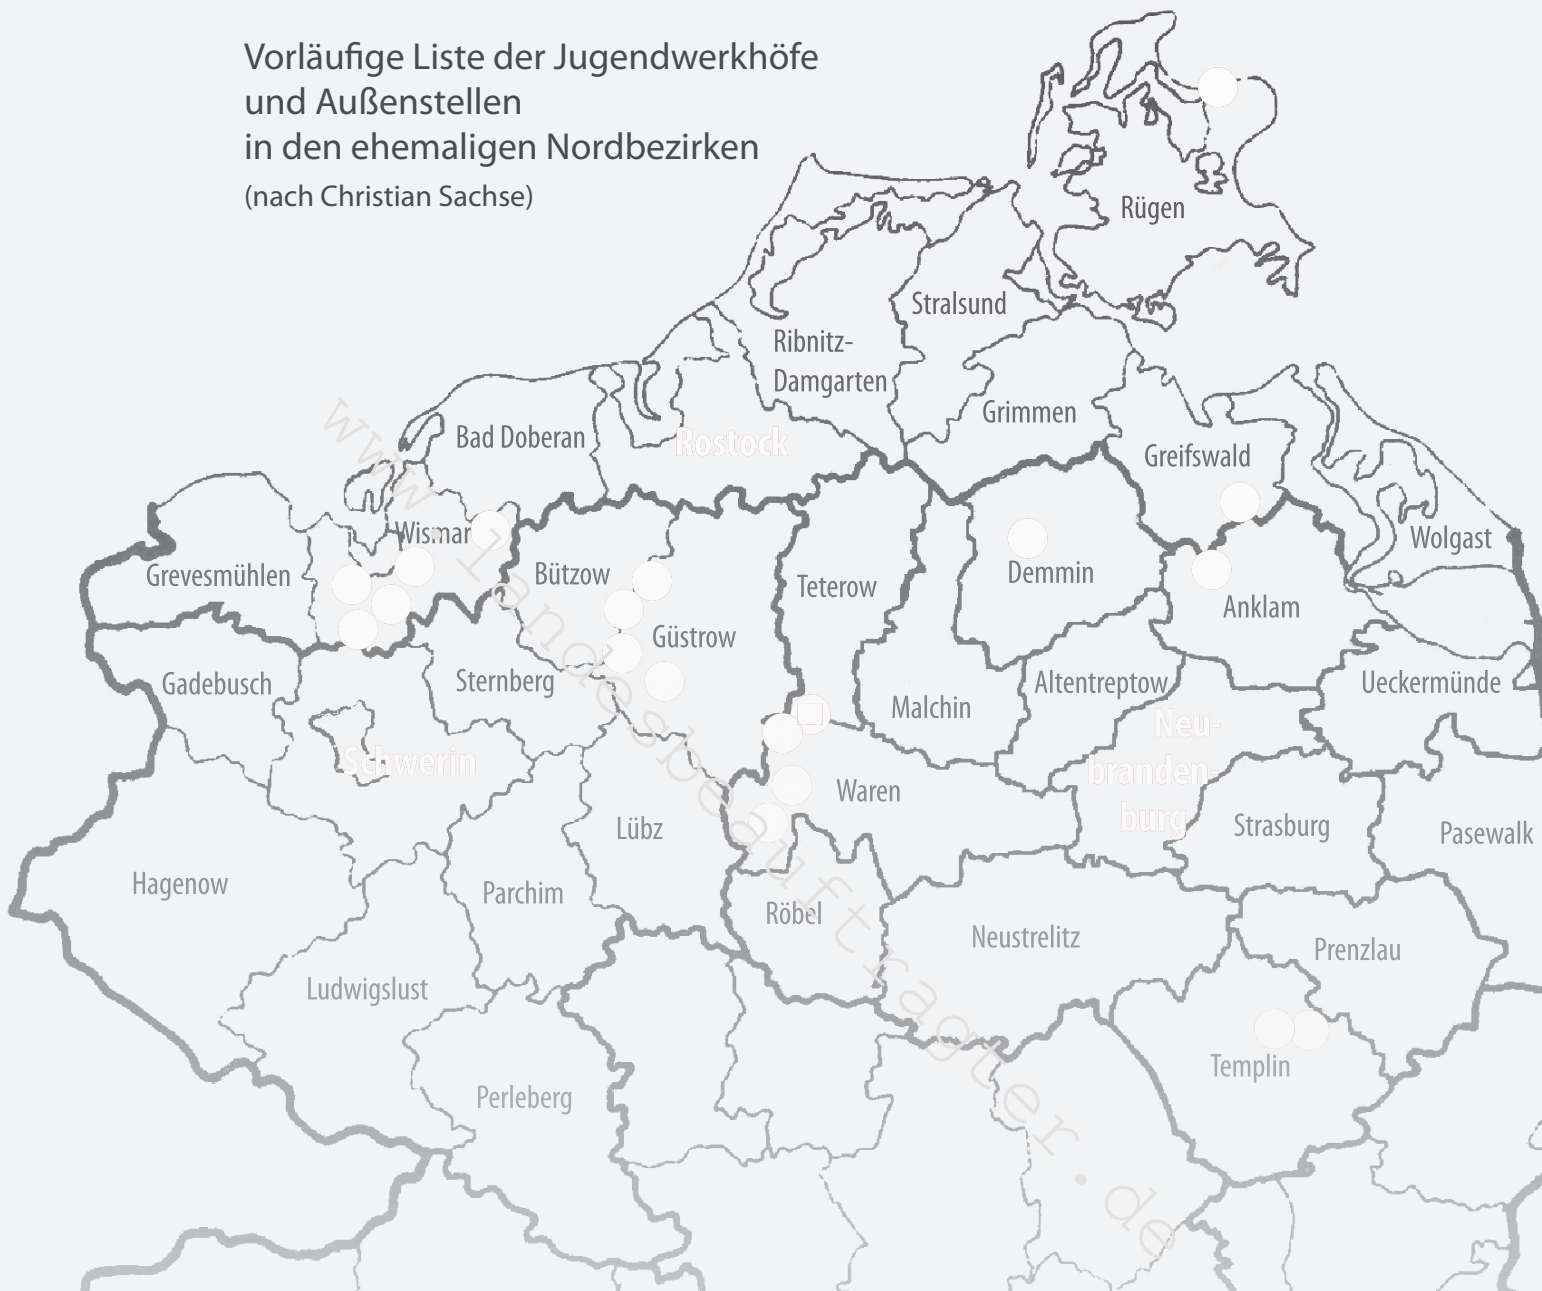 Vorläufige Liste der Jugendwerkhöfe
und Außenstellen
in den ehemaligen Nordbezirken
(nach Christian Sachse)
Rügen
Stralsund
Ribnitz-
Damgarten
Grimmen
Bad Doberan
Rostock
Greifswald
Wismar
Wolgast
Grevesmühlen
Bützow
Teterow
Demmin
Anklam
Güstrow
Gadebusch
Sternberg
Malchin
Altentreptow
Ueckermünde
Schwerin
Neu-
branden-
burg
Waren
Lübz
Strasburg
Pasewalk
Hagenow
Parchim
Röbel
Neustrelitz
Prenzlau
Ludwigslust
Templin
Perleberg
www.landesbeauftragter.de